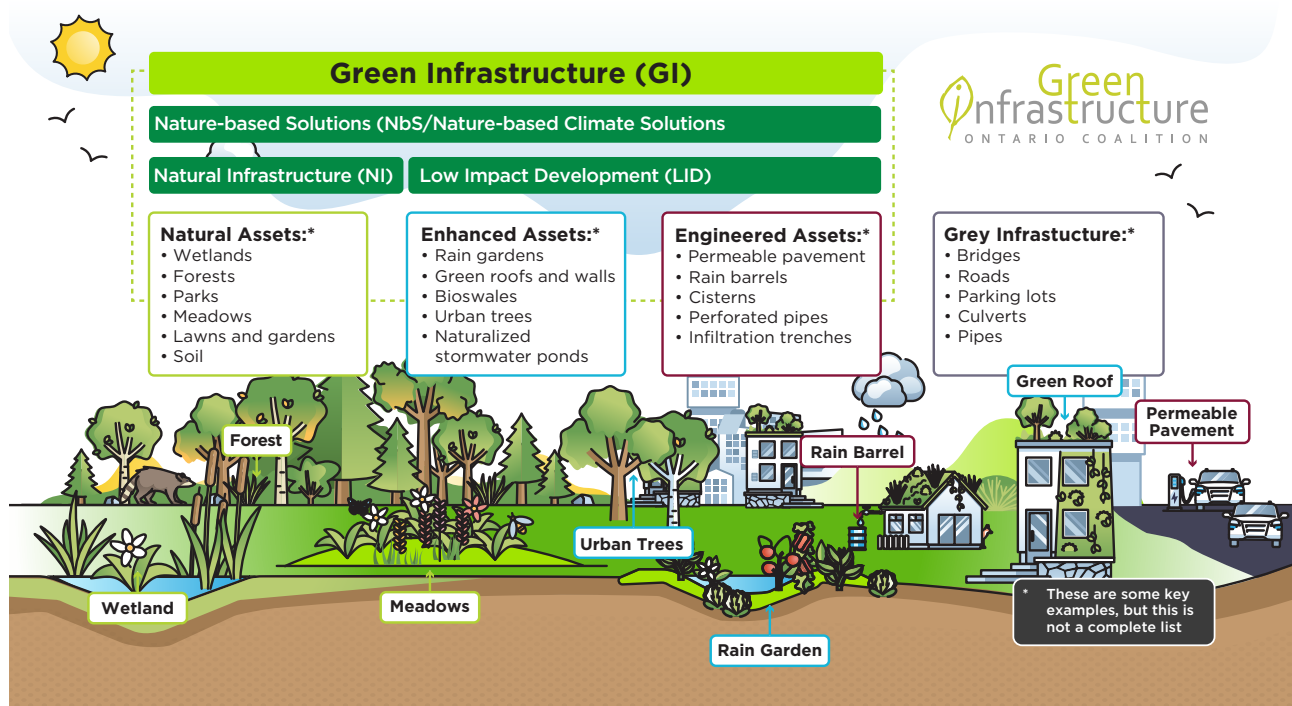 Green Infrastructure (GI)
Green
Infrastructure
ONTARIO COALITION
Nature-based Solutions (NbS/Nature-based Climate Solutions
Natural Infrastructure (NI)
Low Impact Development (LID)
Natural Assets:*
• Wetlands
• Forests
• Parks
• Meadows
• Lawns and gardens
• Soil
Enhanced Assets:*
• Rain gardens
• Green roofs and walls
• Bioswales
• Urban trees
• Naturalized
stormwater ponds
Engineered Assets:*
• Permeable pavement
• Rain barrels
• Cisterns
• Perforated pipes
• Infiltration trenches
Grey Infrastucture:*
• Bridges
• Roads
• Parking lots
• Culverts
• Pipes
Green Roof
Permeable
Pavement
Forest
Rain Barrel
Urban Trees
Wetland
Meadows
Rain Garden
* These are some key
examples, but this is
not a complete list